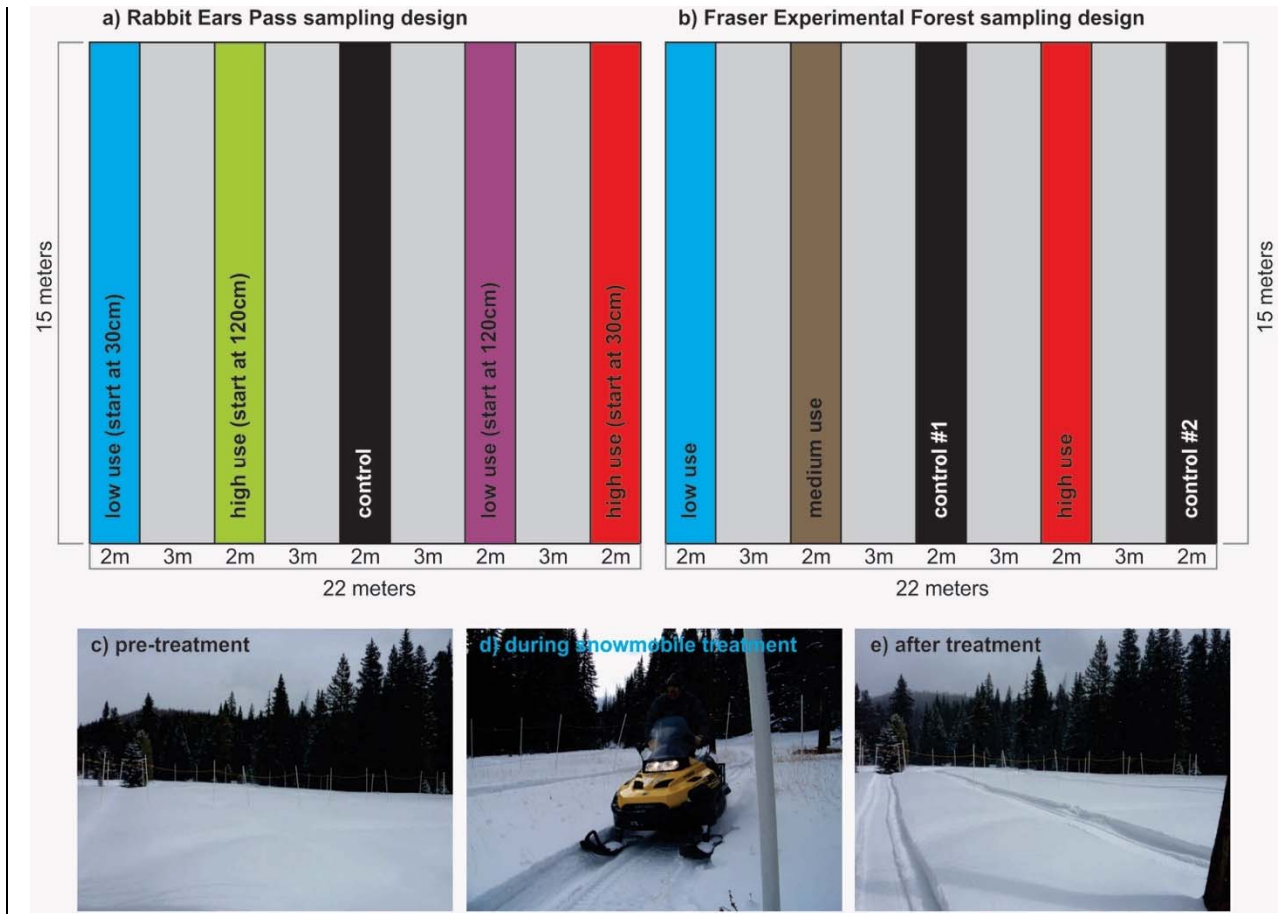 a) Rabbit Ears Pass sampling design
15 meters
low use (start at 30cm)
high use (start at 120cm)
control
low use (start at 120cm)
high use (start at 30cm)
2m 3m 2m 3m 2m 3m 2m 3m 2m
22 meters
b) Fraser Experimental Forest sampling design
low use
medium use
control #1
high use
control #2
15 meters
2m 3m 2m 3m 2m 3m 2m 3m 2m
22 meters
c) pre-treatment
d) during snowmobile treatment
e) after treatment